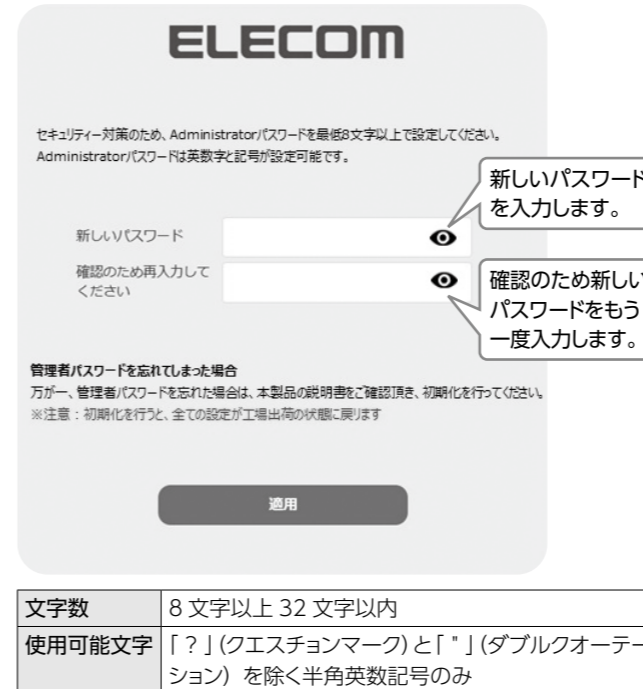 ELECOM
セキュリティー対策のため、Administratorパスワードを最低8文字以上で設定してください。
Administratorパスワードは英数字と記号が設定可能です。
新しいパスワード
を入力します。
新しいパスワード
確認のため再入力して
ください
確認のため新しい
パスワードをもう
一度入力します。
管理者パスワードを忘れてしまった場合
万が一、管理者パスワードを忘れた場合は、本製品の説明書をご確認頂き、初期化を行ってください。
※注意：初期化を行うと、全ての設定が工場出荷の状態に戻ります
適用
文字数 8 文字以上 32 文字以内
使用可能文字 「？」（クエスチョンマーク）と「 " 」（ダブルクオーテー
ション）を除く半角英数記号のみ